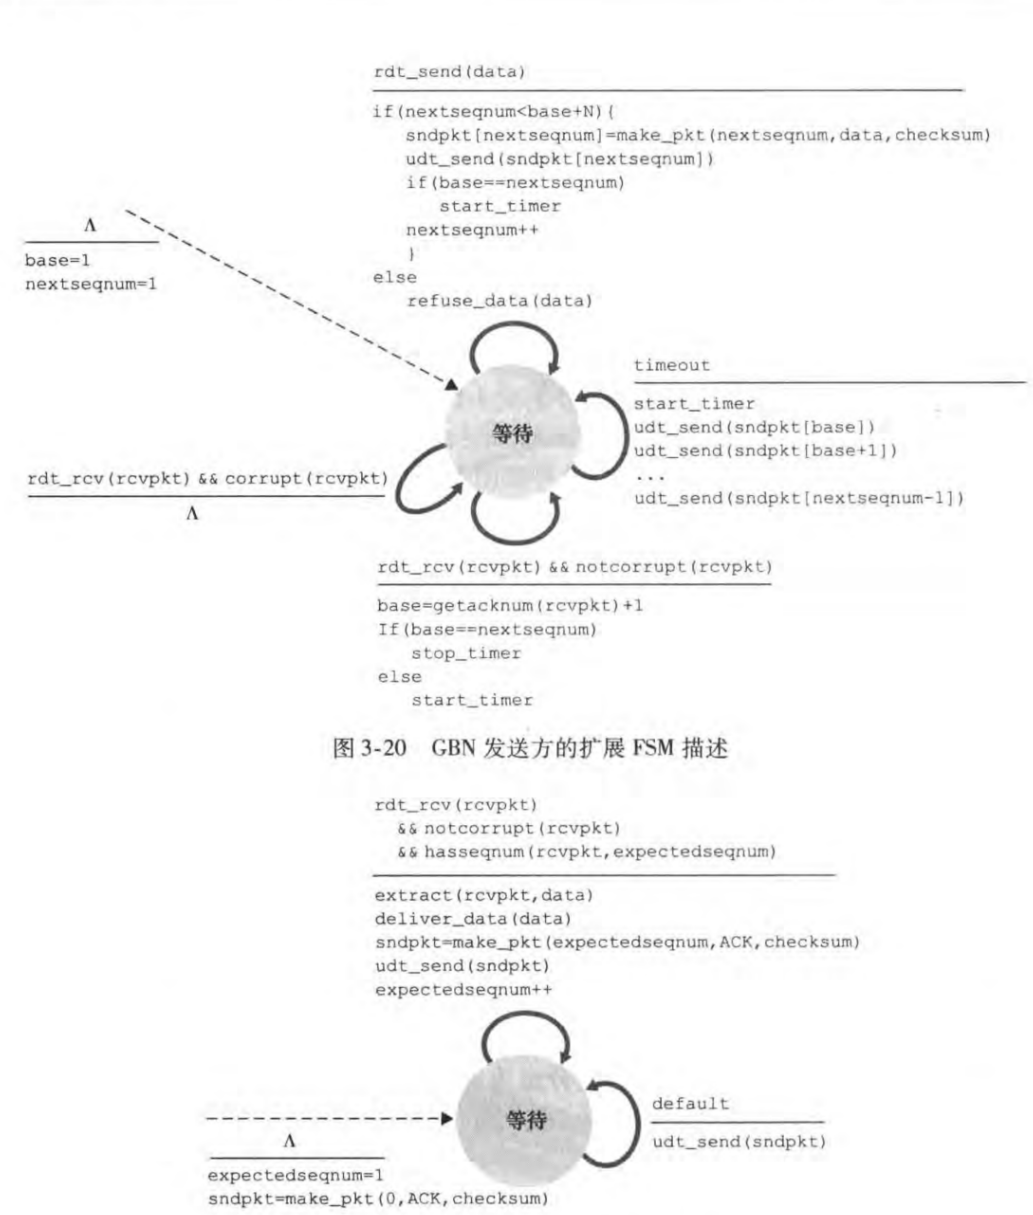 rdt_send(data)
if(nextseqnum<base+N){
sndpkt[nextseqnum]=make_pkt(nextseqnum,data,checksum)
udt_send(sndpkt[nextseqnum])
if(base==nextseqnum)
start_timer
nextseqnum++
}
else
refuse_data(data)
Λ
base=1
nextseqnum=1
等待
timeout
start_timer
udt_send(sndpkt[base])
udt_send(sndpkt[base+1])
...
udt_send(sndpkt[nextseqnum-1])
rdt_rcv(rcvpkt) && corrupt(rcvpkt)
Λ
rdt_rcv(rcvpkt) && notcorrupt(rcvpkt)
base=getacknum(rcvpkt)+1
If(base==nextseqnum)
stop_timer
else
start_timer
图 3-20 GBN 发送方的扩展 FSM 描述
rdt_rcv(rcvpkt)
&& notcorrupt(rcvpkt)
&& hasseqnum(rcvpkt,expectedseqnum)
extract(rcvpkt,data)
deliver_data(data)
sndpkt=make_pkt(expectedseqnum,ACK,checksum)
udt_send(sndpkt)
expectedseqnum++
等待
default
udt_send(sndpkt)
Λ
expectedseqnum=1
sndpkt=make_pkt(0,ACK,checksum)